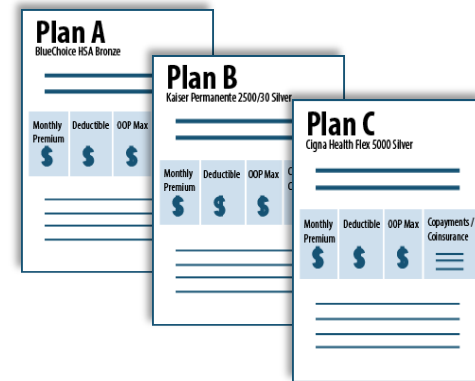 Plan A
BlueChoice HSA Bronze
Monthly Premium
Deductible
OOP Max
$ $ $
Plan B
Kaiser Permanente 2500/30 Silver
Monthly Premium
Deductible
OOP Max
$ $ $
Plan C
Cigna Health Flex 5000 Silver
Monthly Premium
Deductible
OOP Max
Copayments / Coinsurance
$ $ $